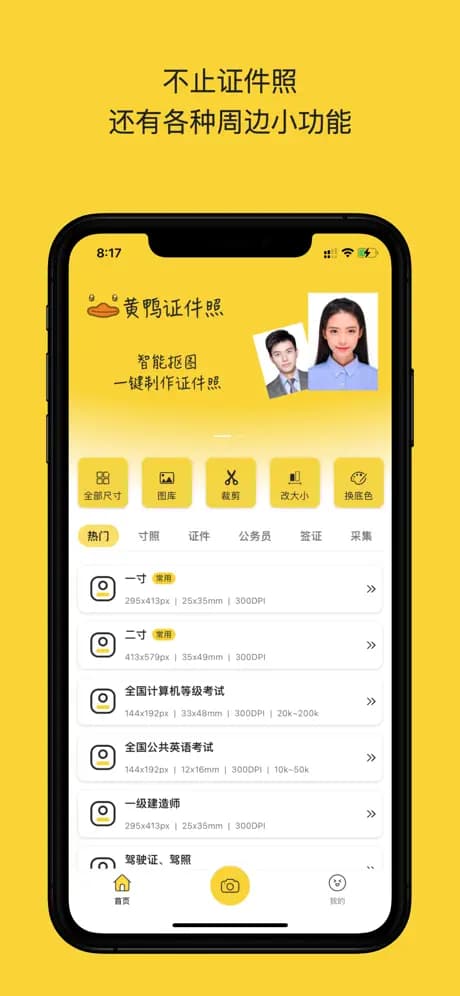 不止证件照
还有各种周边小功能
8:17
黄鸭证件照
智能抠图
一键制作证件照
全部尺寸 图库 裁剪 改大小 换底色
热门 寸照 证件 公务员 签证 采集
一寸 常用
295x413px | 25x35mm | 300DPI
二寸 常用
413x579px | 35x49mm | 300DPI
全国计算机等级考试
144x192px | 33x48mm | 300DPI | 20k~200k
全国公共英语考试
144x192px | 12x16mm | 300DPI | 10k~50k
一级建造师
295x413px | 25x35mm | 300DPI
驾驶证、驾照
首页 我的